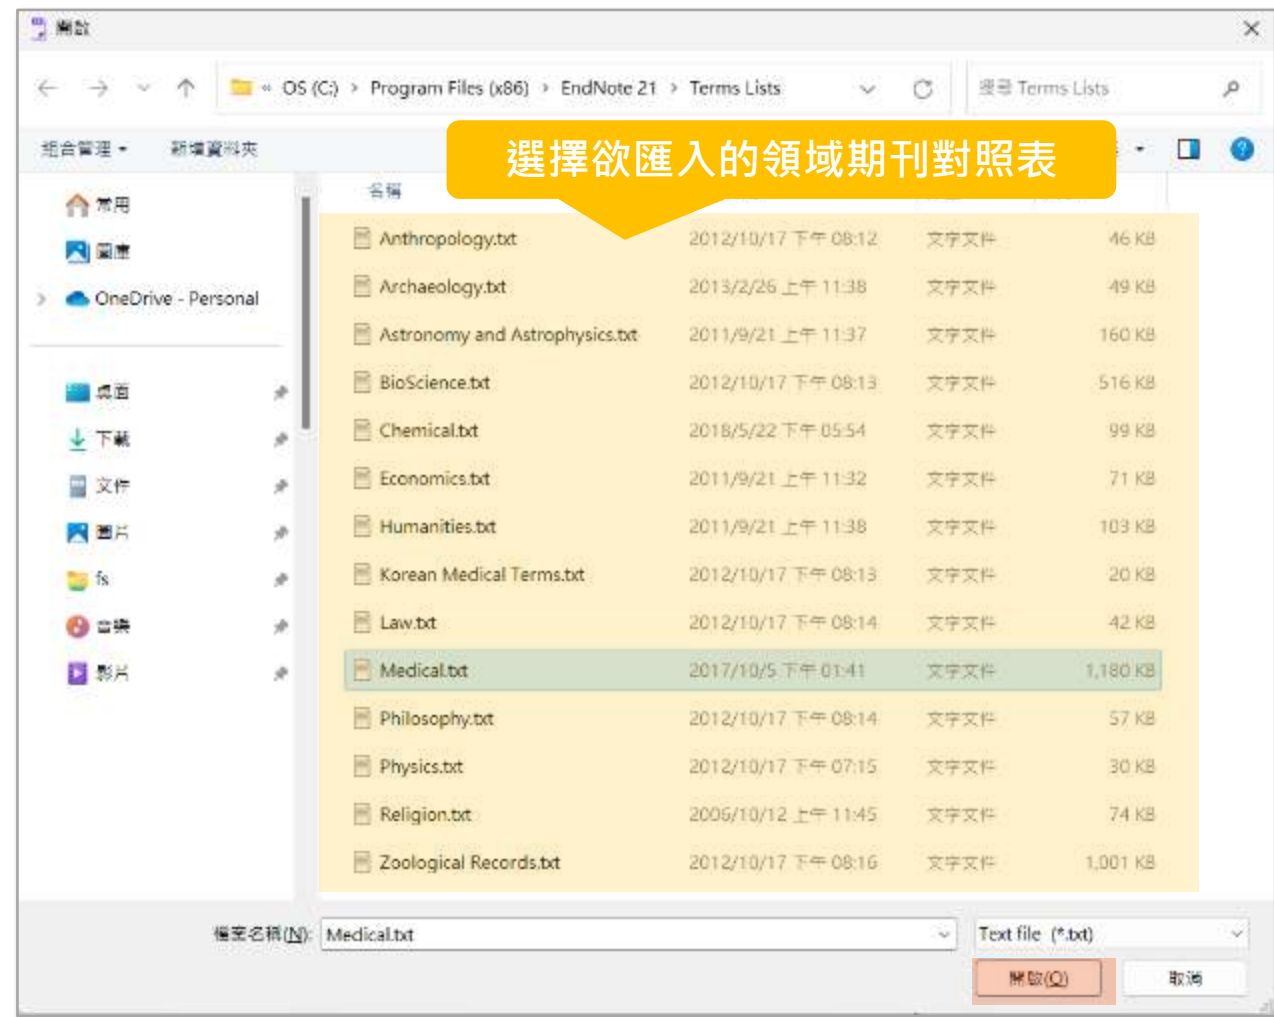 開啟
« OS (C:) › Program Files (x86) › EndNote 21 › Terms Lists
搜尋 Terms Lists
組合管理 新增資料夾
選擇欲匯入的領域期刊對照表
名稱
常用
圖庫
OneDrive - Personal
桌面
下載
文件
圖片
fs
音樂
影片
Anthropology.txt 2012/10/17 下午 08:12 文字文件 46 KB
Archaeology.txt 2013/2/26 上午 11:38 文字文件 49 KB
Astronomy and Astrophysics.txt 2011/9/21 上午 11:37 文字文件 160 KB
BioScience.txt 2012/10/17 下午 08:13 文字文件 516 KB
Chemical.txt 2018/5/22 下午 05:54 文字文件 99 KB
Economics.txt 2011/9/21 上午 11:32 文字文件 71 KB
Humanities.txt 2011/9/21 上午 11:38 文字文件 103 KB
Korean Medical Terms.txt 2012/10/17 下午 08:13 文字文件 20 KB
Law.txt 2012/10/17 下午 08:14 文字文件 42 KB
Medical.txt 2017/10/5 下午 01:41 文字文件 1,180 KB
Philosophy.txt 2012/10/17 下午 08:14 文字文件 57 KB
Physics.txt 2012/10/17 下午 07:15 文字文件 30 KB
Religion.txt 2006/10/12 上午 11:45 文字文件 74 KB
Zoological Records.txt 2012/10/17 下午 08:16 文字文件 1,001 KB
檔案名稱(N): Medical.txt Text file (*.txt)
開啟(O) 取消